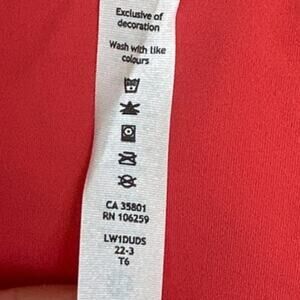 Exclusive of
decoration
Wash with like
colours
CA 35801
RN 106259
LW1DUDS
22-3
T6